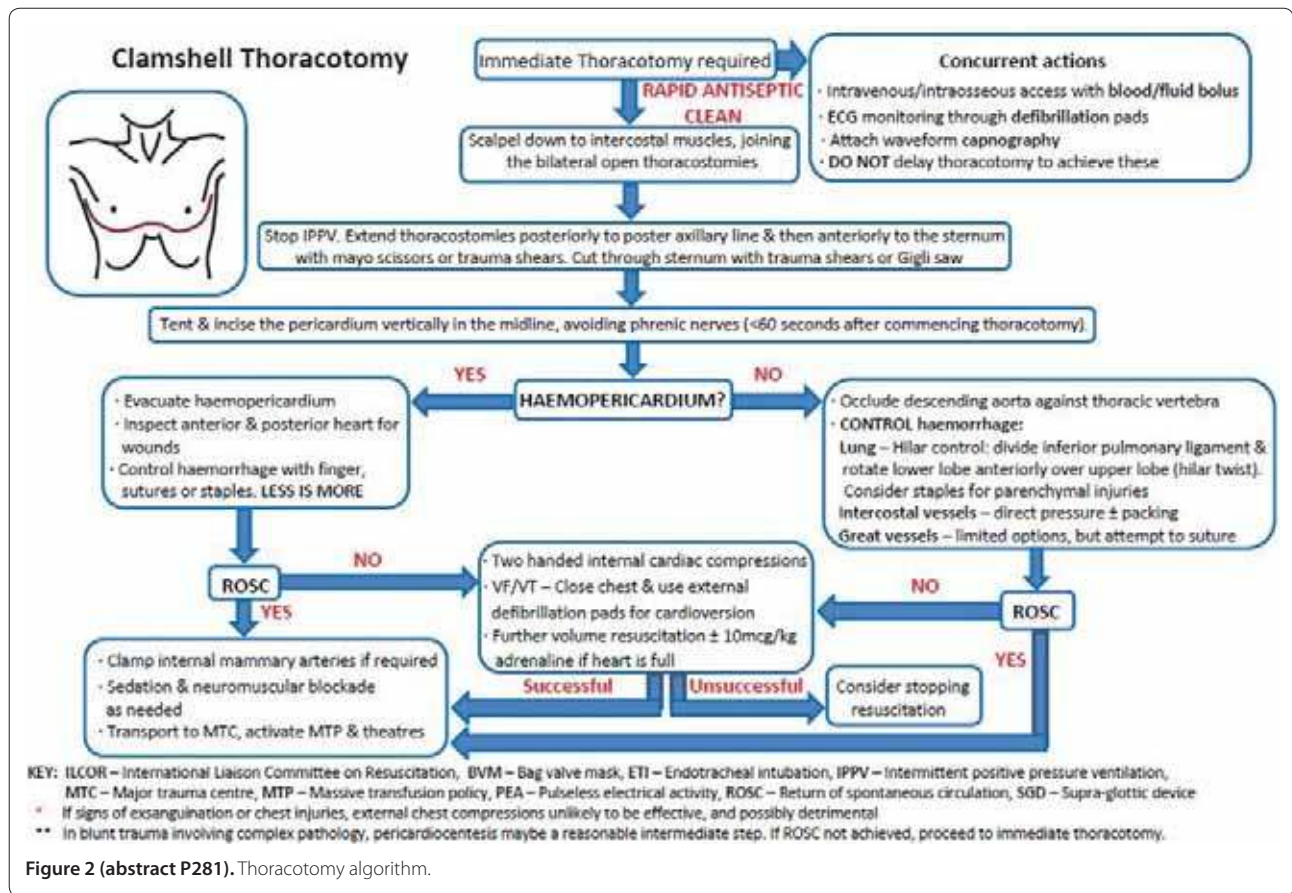 Clamshell Thoracotomy
Immediate Thoracotomy required
RAPID ANTISEPTIC
CLEAN
Concurrent actions
· Intravenous/intraosseous access with blood/fluid bolus
· ECG monitoring through defibrillation pads
· Attach waveform capnography
· DO NOT delay thoracotomy to achieve these
Scalpel down to intercostal muscles, joining
the bilateral open thoracostomies
Stop IPPV. Extend thoracostomies posteriorly to poster axillary line & then anteriorly to the sternum
with mayo scissors or trauma shears. Cut through sternum with trauma shears or Gigli saw
Tent & incise the pericardium vertically in the midline, avoiding phrenic nerves (<60 seconds after commencing thoracotomy).
YES
HAEMOPERICARDIUM?
NO
· Evacuate haemopericardium
· Inspect anterior & posterior heart for
wounds
· Control haemorrhage with finger,
sutures or staples. LESS IS MORE
· Occlude descending aorta against thoracic vertebra
· CONTROL haemorrhage:
Lung – Hilar control: divide inferior pulmonary ligament &
rotate lower lobe anteriorly over upper lobe (hilar twist).
Consider staples for parenchymal injuries
Intercostal vessels – direct pressure ± packing
Great vessels – limited options, but attempt to suture
ROSC
NO
YES
· Two handed internal cardiac compressions
· VF/VT – Close chest & use external
defibrillation pads for cardioversion
· Further volume resuscitation ± 10mcg/kg
adrenaline if heart is full
NO
ROSC
YES
· Clamp internal mammary arteries if required
· Sedation & neuromuscular blockade
as needed
· Transport to MTC, activate MTP & theatres
Successful
Unsuccessful
Consider stopping
resuscitation
KEY: ILCOR – International Liaison Committee on Resuscitation, BVM – Bag valve mask, ETI – Endotracheal intubation, IPPV – Intermittent positive pressure ventilation,
MTC – Major trauma centre, MTP – Massive transfusion policy, PEA – Pulseless electrical activity, ROSC – Return of spontaneous circulation, SGD – Supra-glottic device
* If signs of exsanguination or chest injuries, external chest compressions unlikely to be effective, and possibly detrimental
** In blunt trauma involving complex pathology, pericardiocentesis maybe a reasonable intermediate step. If ROSC not achieved, proceed to immediate thoracotomy.
Figure 2 (abstract P281). Thoracotomy algorithm.